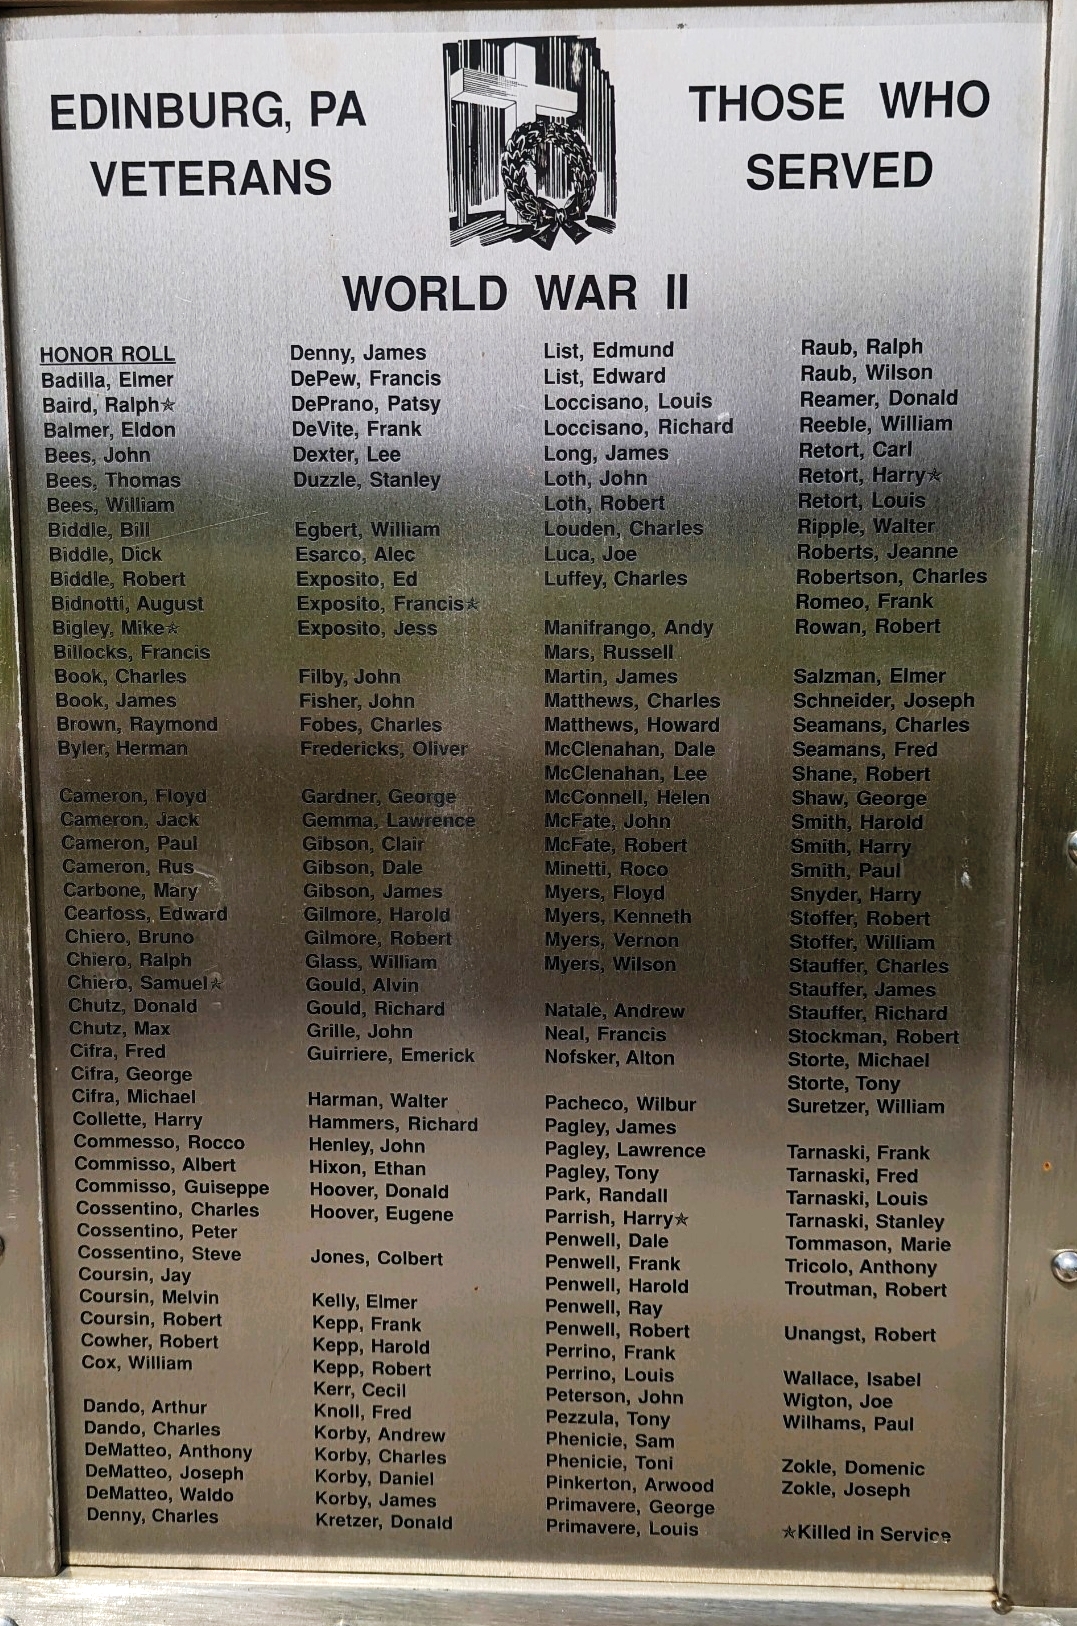 EDINBURG, PA
VETERANS
THOSE WHO
SERVED
WORLD WAR II
HONOR ROLL
Badilla, Elmer
Baird, Ralph★
Balmer, Eldon
Bees, John
Bees, Thomas
Bees, William
Biddle, Bill
Biddle, Dick
Biddle, Robert
Bidnotti, August
Bigley, Mike★
Billocks, Francis
Book, Charles
Book, James
Brown, Raymond
Byler, Herman
Cameron, Floyd
Cameron, Jack
Cameron, Paul
Cameron, Rus
Carbone, Mary
Cearfoss, Edward
Chiero, Bruno
Chiero, Ralph
Chiero, Samuel★
Chutz, Donald
Chutz, Max
Cifra, Fred
Cifra, George
Cifra, Michael
Collette, Harry
Commesso, Rocco
Commisso, Albert
Commisso, Guiseppe
Cossentino, Charles
Cossentino, Peter
Cossentino, Steve
Coursin, Jay
Coursin, Melvin
Coursin, Robert
Cowher, Robert
Cox, William
Dando, Arthur
Dando, Charles
DeMatteo, Anthony
DeMatteo, Joseph
DeMatteo, Waldo
Denny, Charles
Denny, James
DePew, Francis
DePrano, Patsy
DeVite, Frank
Dexter, Lee
Duzzle, Stanley
Egbert, William
Esarco, Alec
Exposito, Ed
Exposito, Francis★
Exposito, Jess
Filby, John
Fisher, John
Fobes, Charles
Fredericks, Oliver
Gardner, George
Gemma, Lawrence
Gibson, Clair
Gibson, Dale
Gibson, James
Gilmore, Harold
Gilmore, Robert
Glass, William
Gould, Alvin
Gould, Richard
Grille, John
Guirriere, Emerick
Harman, Walter
Hammers, Richard
Henley, John
Hixon, Ethan
Hoover, Donald
Hoover, Eugene
Jones, Colbert
Kelly, Elmer
Kepp, Frank
Kepp, Harold
Kepp, Robert
Kerr, Cecil
Knoll, Fred
Korby, Andrew
Korby, Charles
Korby, Daniel
Korby, James
Kretzer, Donald
List, Edmund
List, Edward
Loccisano, Louis
Loccisano, Richard
Long, James
Loth, John
Loth, Robert
Louden, Charles
Luca, Joe
Luffey, Charles
Manifrango, Andy
Mars, Russell
Martin, James
Matthews, Charles
Matthews, Howard
McClenahan, Dale
McClenahan, Lee
McConnell, Helen
McFate, John
McFate, Robert
Minetti, Roco
Myers, Floyd
Myers, Kenneth
Myers, Vernon
Myers, Wilson
Natale, Andrew
Neal, Francis
Nofsker, Alton
Pacheco, Wilbur
Pagley, James
Pagley, Lawrence
Pagley, Tony
Park, Randall
Parrish, Harry★
Penwell, Dale
Penwell, Frank
Penwell, Harold
Penwell, Ray
Penwell, Robert
Perrino, Frank
Perrino, Louis
Peterson, John
Pezzula, Tony
Phenicie, Sam
Phenicie, Toni
Pinkerton, Arwood
Primavere, George
Primavere, Louis
Raub, Ralph
Raub, Wilson
Reamer, Donald
Reeble, William
Retort, Carl
Retort, Harry★
Retort, Louis
Ripple, Walter
Roberts, Jeanne
Robertson, Charles
Romeo, Frank
Rowan, Robert
Salzman, Elmer
Schneider, Joseph
Seamans, Charles
Seamans, Fred
Shane, Robert
Shaw, George
Smith, Harold
Smith, Harry
Smith, Paul
Snyder, Harry
Stoffer, Robert
Stoffer, William
Stauffer, Charles
Stauffer, James
Stauffer, Richard
Stockman, Robert
Storte, Michael
Storte, Tony
Suretzer, William
Tarnaski, Frank
Tarnaski, Fred
Tarnaski, Louis
Tarnaski, Stanley
Tommason, Marie
Tricolo, Anthony
Troutman, Robert
Unangst, Robert
Wallace, Isabel
Wigton, Joe
Wilhams, Paul
Zokle, Domenic
Zokle, Joseph
★Killed in Service